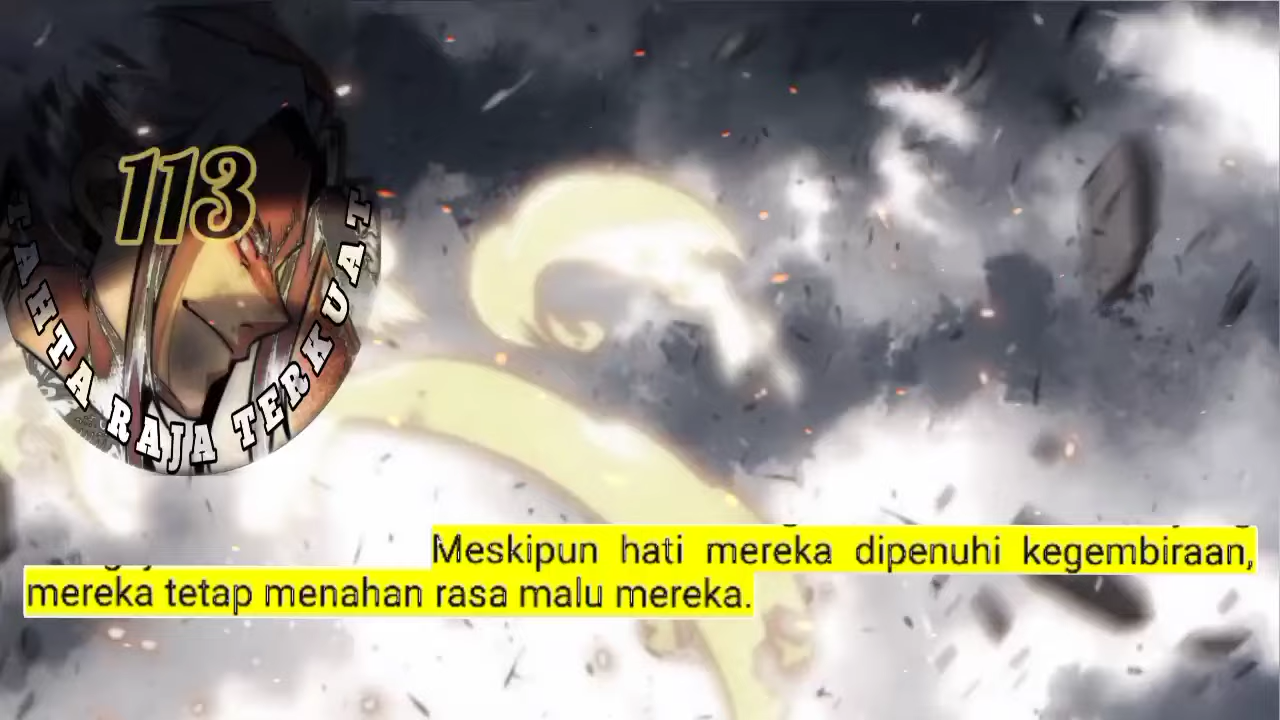 113
TAHTA RAJA TERKUAT
Meskipun hati mereka dipenuhi kegembiraan,
mereka tetap menahan rasa malu mereka.